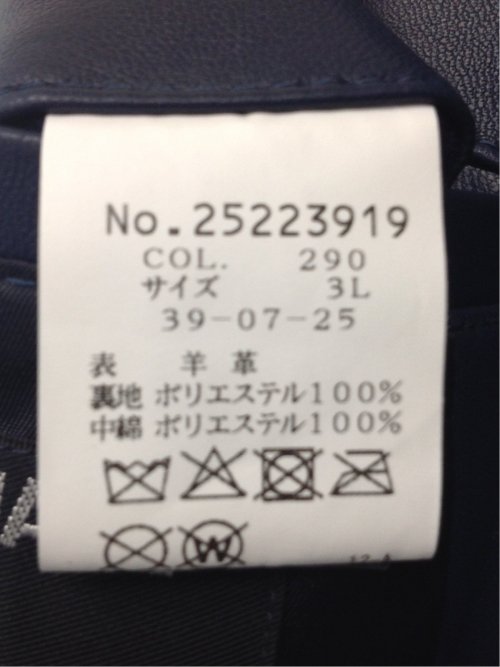 No.25223919
COL. 290
サイズ 3L
39-07-25
表 羊 革
裏地 ポリエステル100%
中綿 ポリエステル100%
W